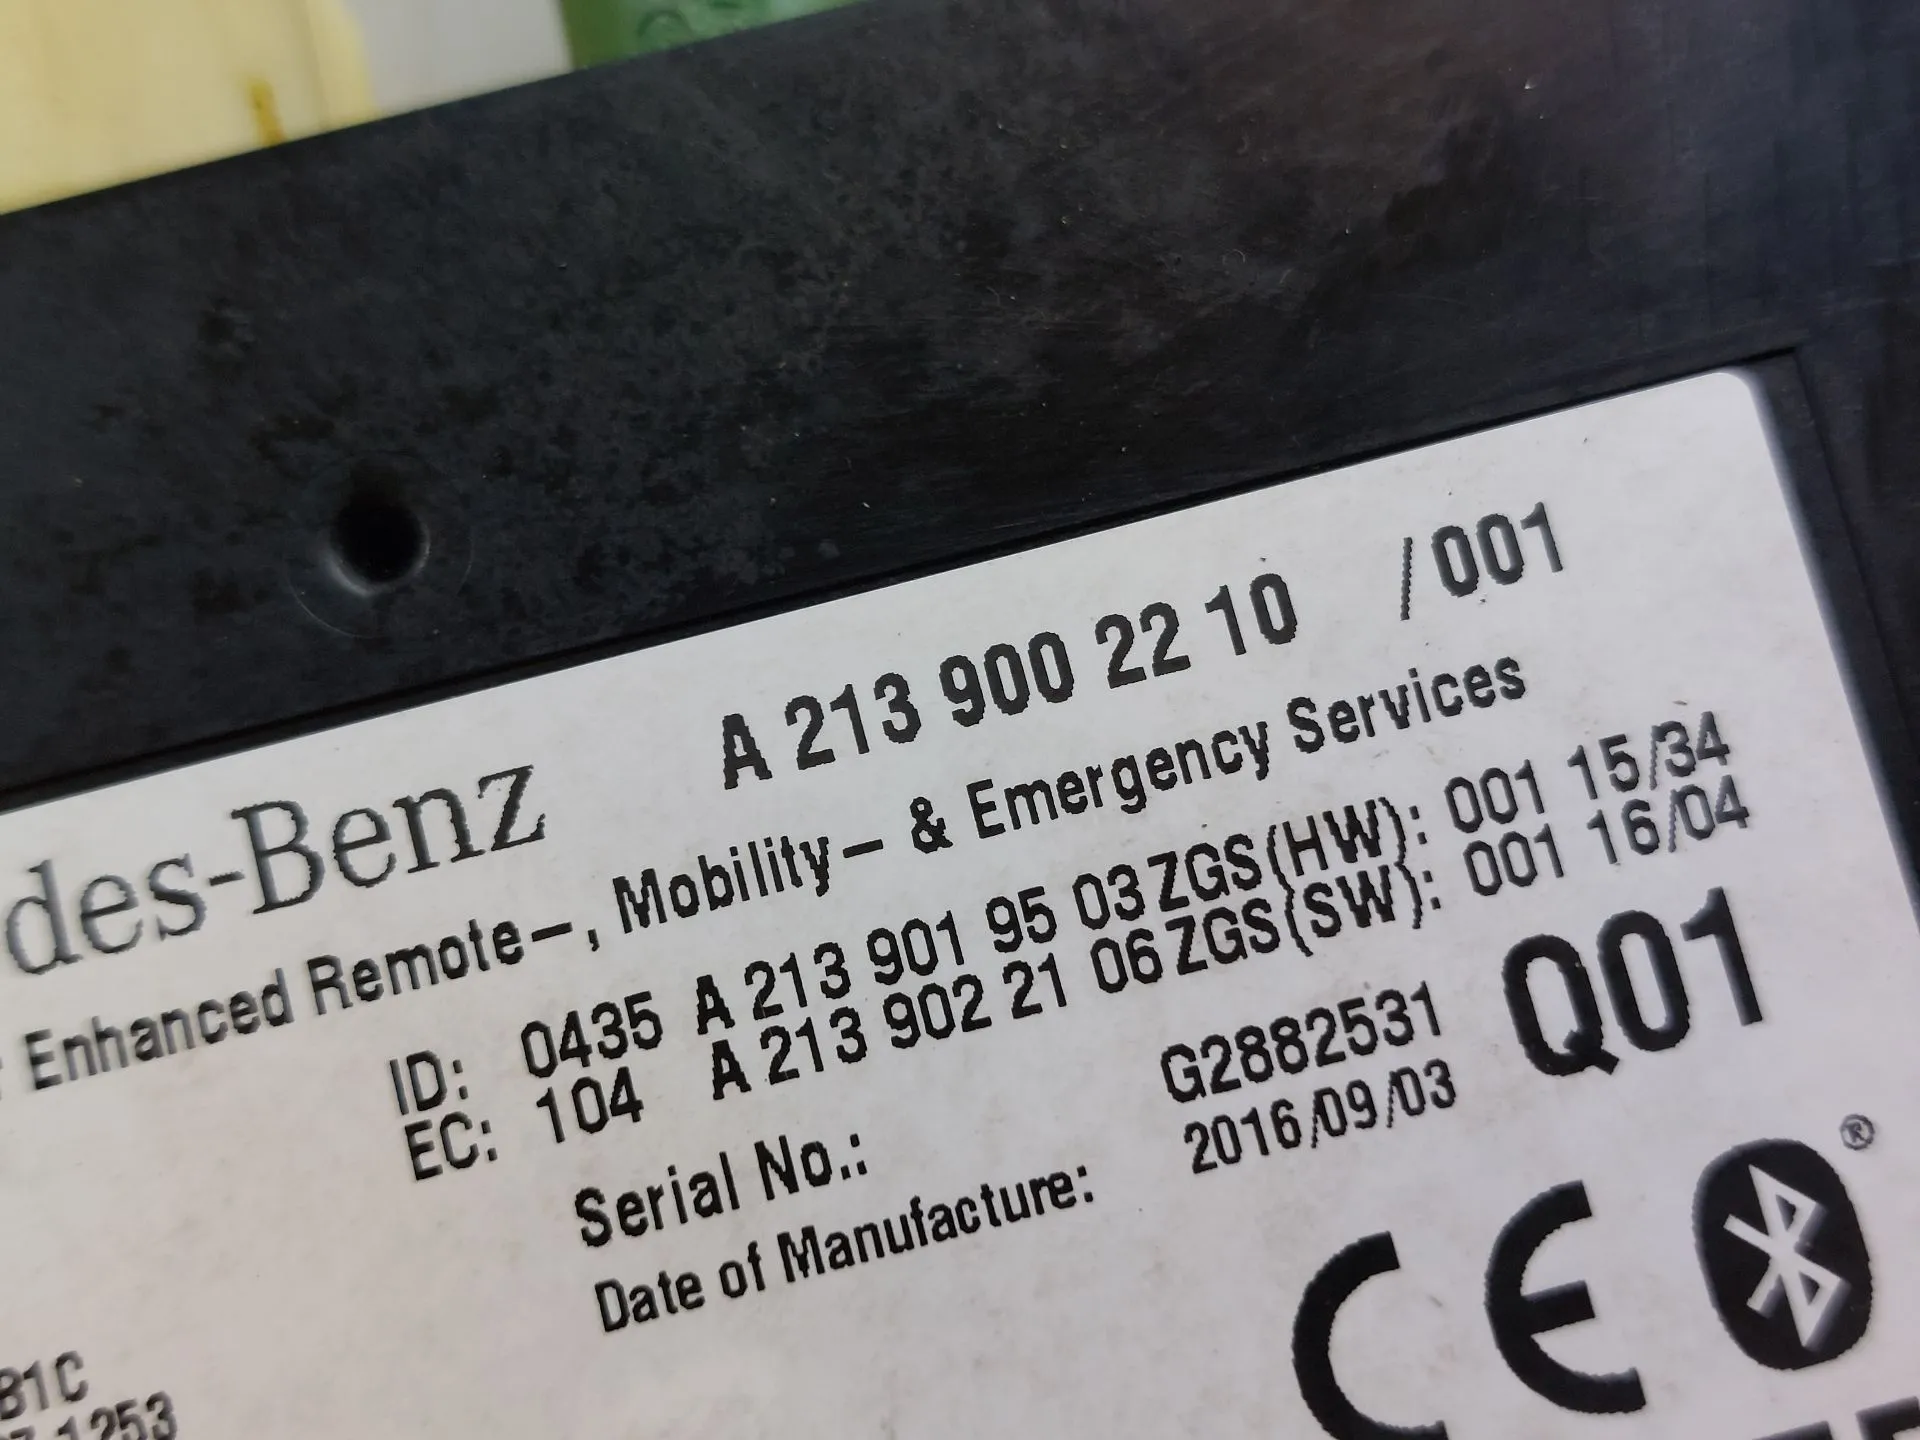 A 213 900 22 10 /001
des-Benz
Enhanced Remote-, Mobility- & Emergency Services
ID: 0435 A 213 901 95 03 ZGS(HW): 001 15/34
EC: 104 A 213 902 21 06 ZGS(SW): 001 16/04
Serial No.: G2882531 Q01
Date of Manufacture: 2016/09/03
®
CE
B1C
1253